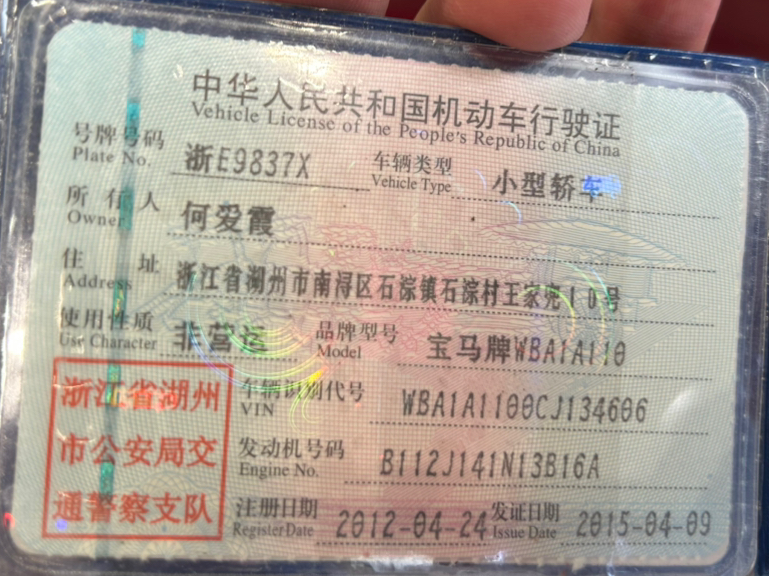 中华人民共和国机动车行驶证
Vehicle License of the People's Republic of China
号牌号码 浙E9837X 车辆类型 小型轿车
Plate No. Vehicle Type
所有人 何爱霞
Owner
住址 浙江省湖州市南浔区石淙镇石淙村王家兜10号
Address
使用性质 非营运 品牌型号 宝马牌WBA1A110
Use Character Model
浙江省湖州
市公安局交
通警察支队
车辆识别代号 WBA1A1100CJ134606
VIN
发动机号码 B112J141N13B16A
Engine No.
注册日期 2012-04-24 发证日期 2015-04-09
Register Date Issue Date